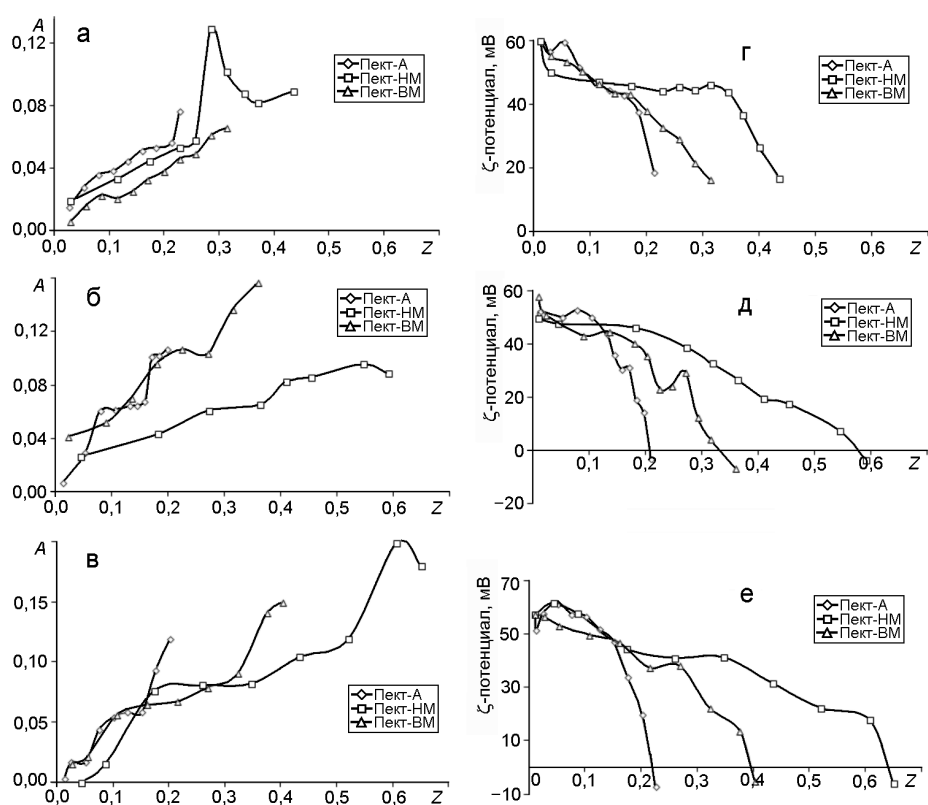 а
A
0,12
0,08
0,04
0,00
0,0 0,1 0,2 0,3 0,4 0,5 0,6 Z
Пект-А
Пект-НМ
Пект-ВМ
г
ζ-потенциал, мВ
60
40
20
0
0,0 0,1 0,2 0,3 0,4 0,5 0,6 Z
Пект-А
Пект-НМ
Пект-ВМ
б
A
0,12
0,08
0,04
0,00
0,0 0,1 0,2 0,3 0,4 0,5 0,6 Z
Пект-А
Пект-НМ
Пект-ВМ
д
ζ-потенциал, мВ
60
40
20
0
−20
0,1 0,2 0,3 0,4 0,5 0,6 Z
Пект-А
Пект-НМ
Пект-ВМ
в
A
0,15
0,10
0,05
0,00
0,0 0,1 0,2 0,3 0,4 0,5 0,6 Z
Пект-А
Пект-НМ
Пект-ВМ
е
ζ-потенциал, мВ
70
50
30
10
−10
0 0,1 0,2 0,3 0,4 0,5 0,6 Z
Пект-А
Пект-НМ
Пект-ВМ